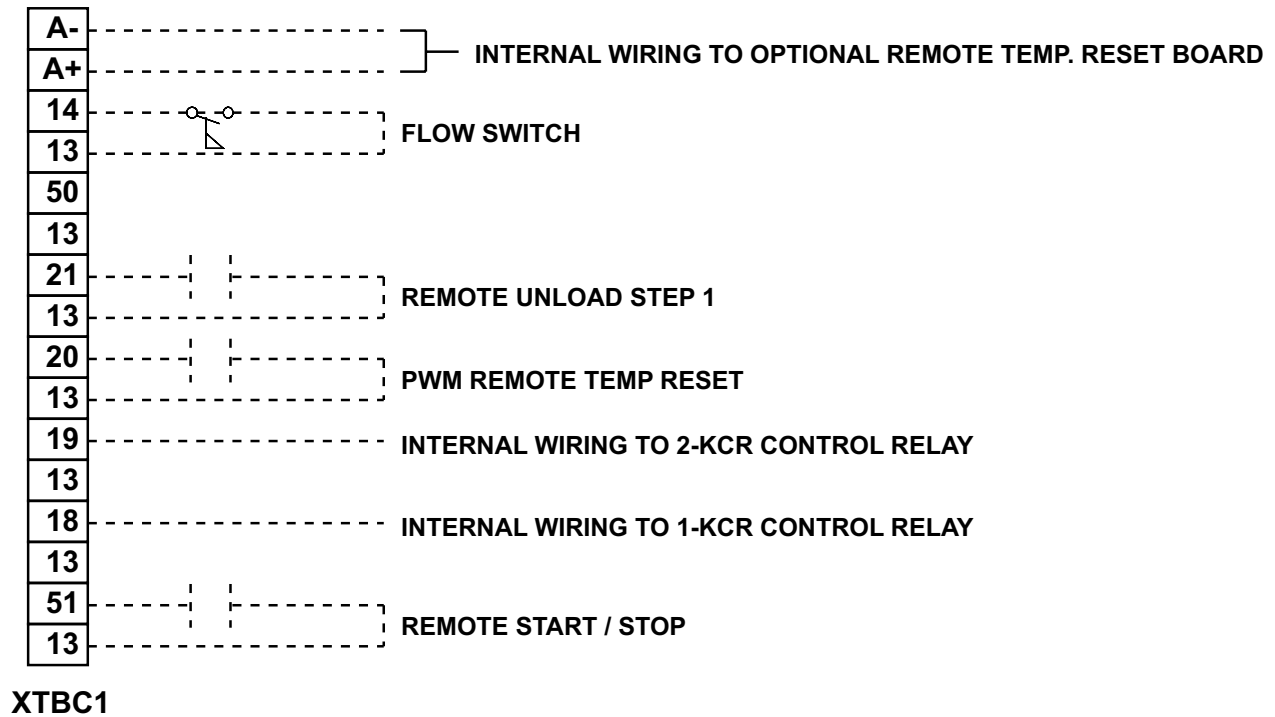 A-
INTERNAL WIRING TO OPTIONAL REMOTE TEMP. RESET BOARD
A+
14
FLOW SWITCH
13
50
13
21
REMOTE UNLOAD STEP 1
13
20
PWM REMOTE TEMP RESET
13
19
INTERNAL WIRING TO 2-KCR CONTROL RELAY
13
18
INTERNAL WIRING TO 1-KCR CONTROL RELAY
13
51
REMOTE START / STOP
13
XTBC1